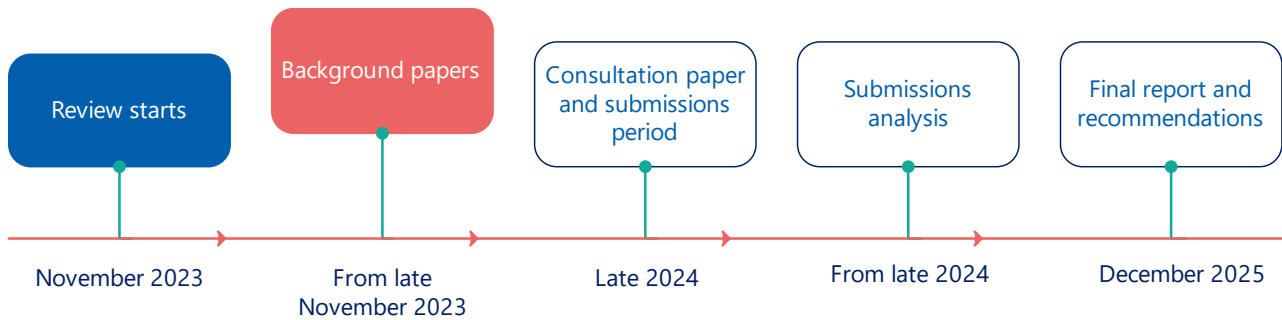 Review starts
Background papers
Consultation paper
and submissions
period
Submissions
analysis
Final report and
recommendations
November 2023
From late
November 2023
Late 2024
From late 2024
December 2025